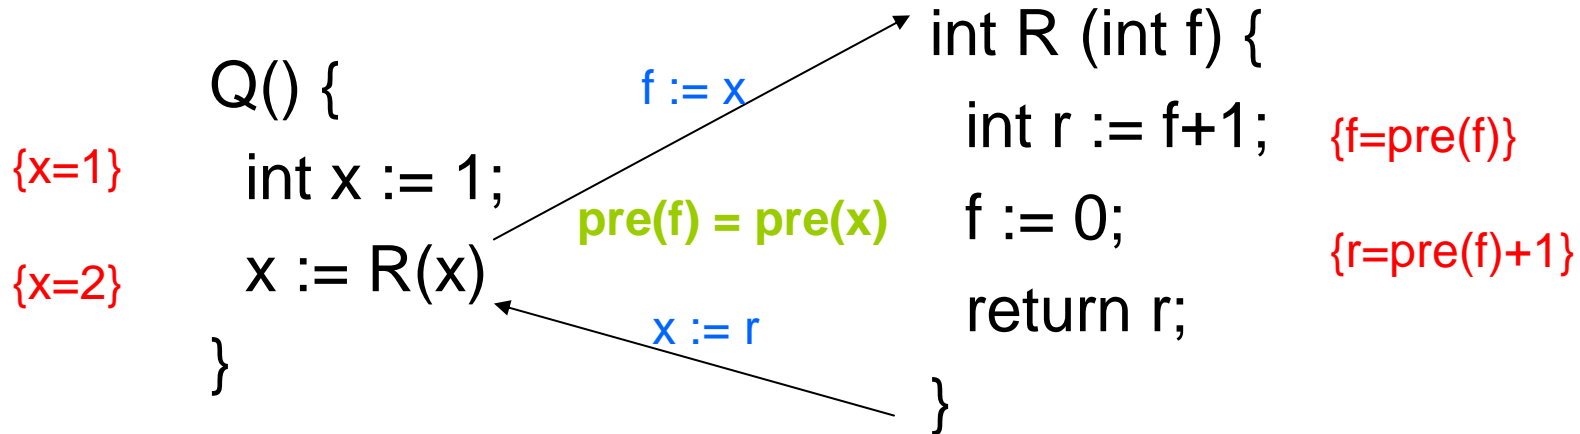 Q() {
{x=1}
int x := 1;
{x=2}
x := R(x)
}
f := x
pre(f) = pre(x)
x := r
int R (int f) {
int r := f+1;
{f=pre(f)}
f := 0;
{r=pre(f)+1}
return r;
}